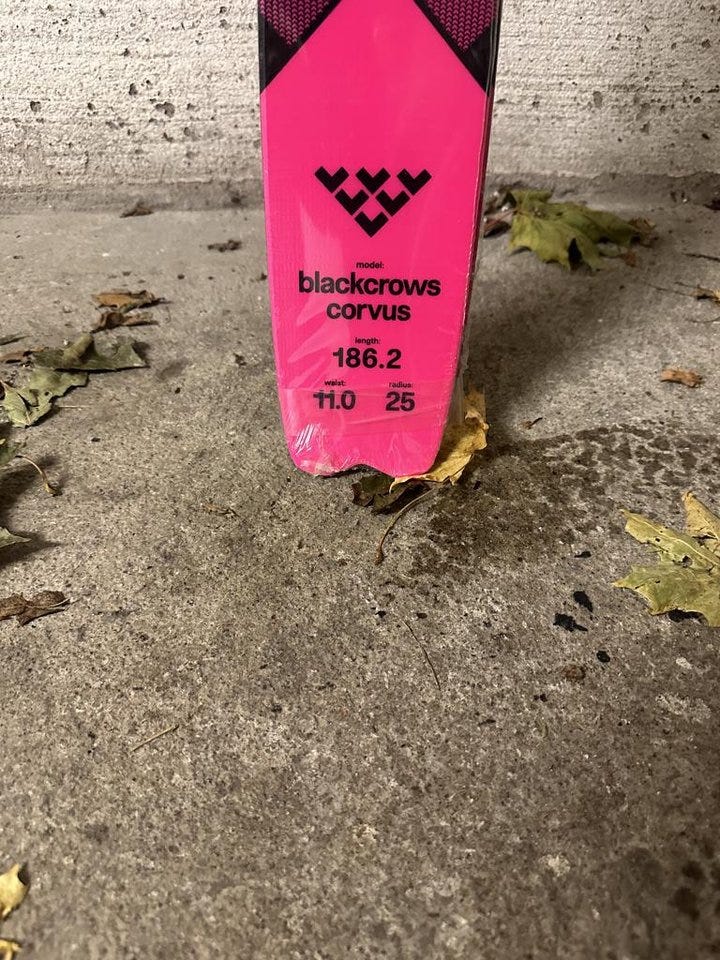 model:
blackcrows
corvus
length:
186.2
waist: radius:
11.0 25